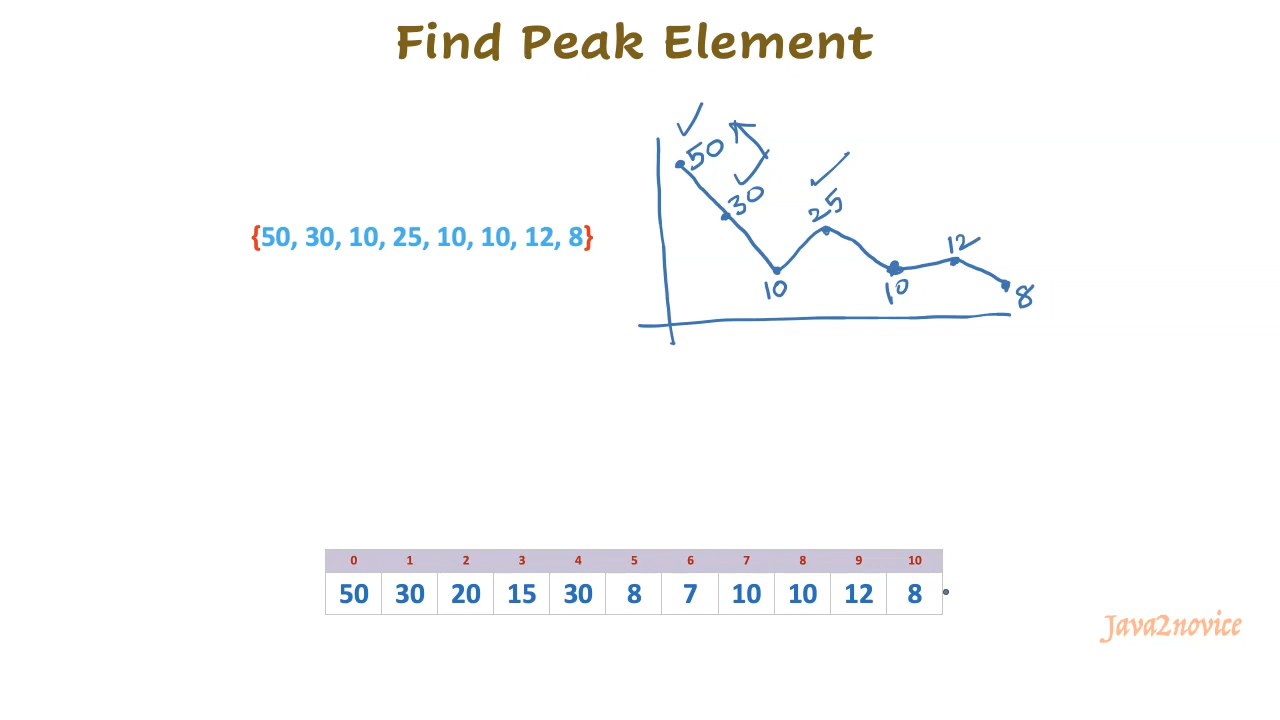 Find Peak Element
50
30
25
{50, 30, 10, 25, 10, 10, 12, 8}
12
10
10
8
0 1 2 3 4 5 6 7 8 9 10
50 30 20 15 30 8 7 10 10 12 8
Java2novice